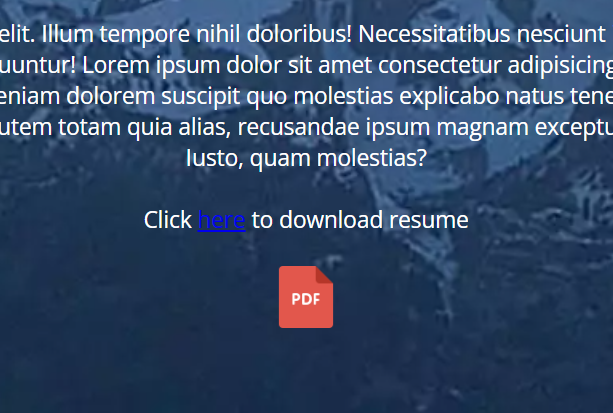 elit. Illum tempore nihil doloribus! Necessitatibus nesciunt
uuntur! Lorem ipsum dolor sit amet consectetur adipisicing
eniam dolorem suscipit quo molestias explicabo natus tene
utem totam quia alias, recusandae ipsum magnam exceptu
Iusto, quam molestias?
Click here to download resume
PDF